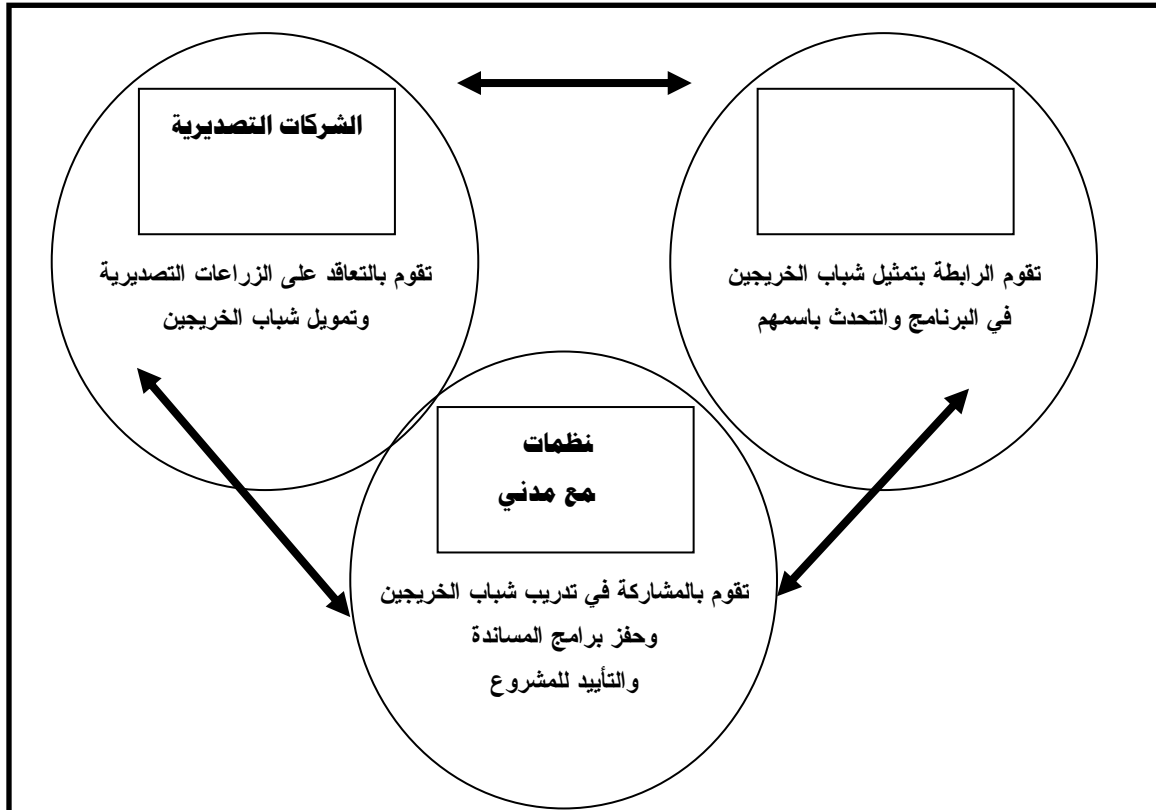 الشركات التصديرية
تقوم الرابطة بتمثيل شباب الخريجين
في البرنامج والتحدث باسمهم
تقوم بالتعاقد على الزراعات التصديرية
وتمويل شباب الخريجين
نظمات
مع مدني
تقوم بالمشاركة في تدريب شباب الخريجين
وحفز برامج المساندة
والتأييد للمشروع